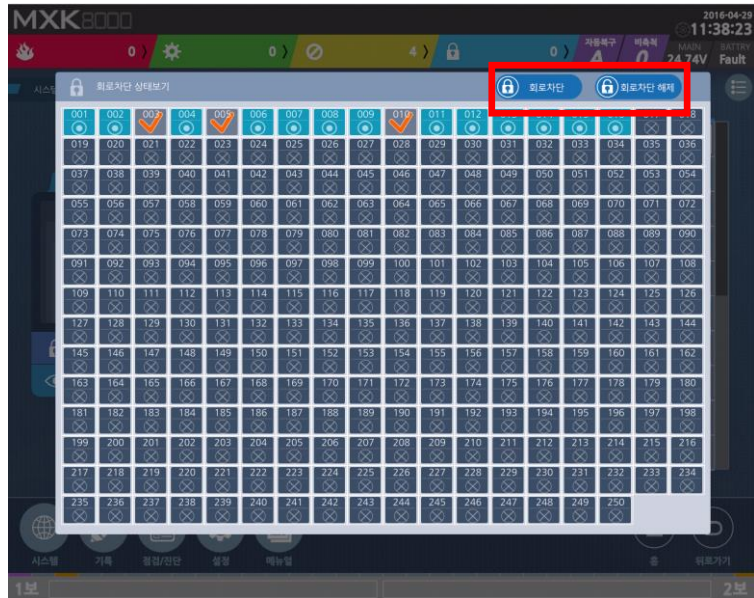 MXK8000
2016-04-29
11:38:23
0 〉 0 〉 4 〉 0 〉 자동복구 A 비축적 0 MAIN 24.74V BATTRY Fault
회로차단 상태보기 회로차단 회로차단 해제
001 002 003 004 005 006 007 008 009 010 011 012
019 020 021 022 023 024 025 026 027 028 029 030 031 032 033 034 035 036
037 038 039 040 041 042 043 044 045 046 047 048 049 050 051 052 053 054
055 056 057 058 059 060 061 062 063 064 065 066 067 068 069 070 071 072
073 074 075 076 077 078 079 080 081 082 083 084 085 086 087 088 089 090
091 092 093 094 095 096 097 098 099 100 101 102 103 104 105 106 107 108
109 110 111 112 113 114 115 116 117 118 119 120 121 122 123 124 125 126
127 128 129 130 131 132 133 134 135 136 137 138 139 140 141 142 143 144
145 146 147 148 149 150 151 152 153 154 155 156 157 158 159 160 161 162
163 164 165 166 167 168 169 170 171 172 173 174 175 176 177 178 179 180
181 182 183 184 185 186 187 188 189 190 191 192 193 194 195 196 197 198
199 200 201 202 203 204 205 206 207 208 209 210 211 212 213 214 215 216
217 218 219 220 221 222 223 224 225 226 227 228 229 230 231 232 233 234
235 236 237 238 239 240 241 242 243 244 245 246 247 248 249 250
시스템 기록 점검/진단 설정 메뉴얼 홈 뒤로가기
1보 2보